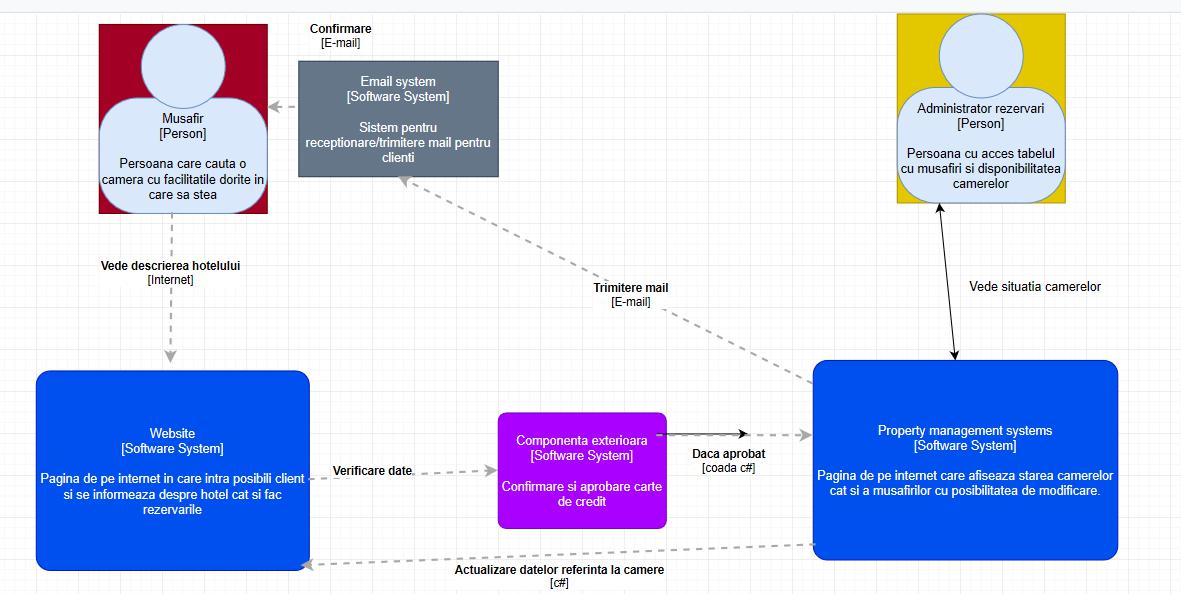 Confirmare
[E-mail]
Email system
[Software System]
Sistem pentru
receptionare/trimitere mail pentru
clienti
Musafir
[Person]
Persoana care cauta o
camera cu facilitatile dorite in
care sa stea
Administrator rezervari
[Person]
Persoana cu acces tabelul
cu musafiri si disponibilitatea
camerelor
Vede descrierea hotelului
[Internet]
Trimitere mail
[E-mail]
Vede situatia camerelor
Website
[Software System]
Pagina de pe internet in care intra posibili client
si se informeaza despre hotel cat si fac
rezervarile
Verificare date
Componenta exterioara
[Software System]
Confirmare si aprobare carte
de credit
Daca aprobat
[coada c#]
Property management systems
[Software System]
Pagina de pe internet care afiseaza starea camerelor
cat si a musafirilor cu posibilitatea de modificare.
Actualizare datelor referinta la camere
[c#]